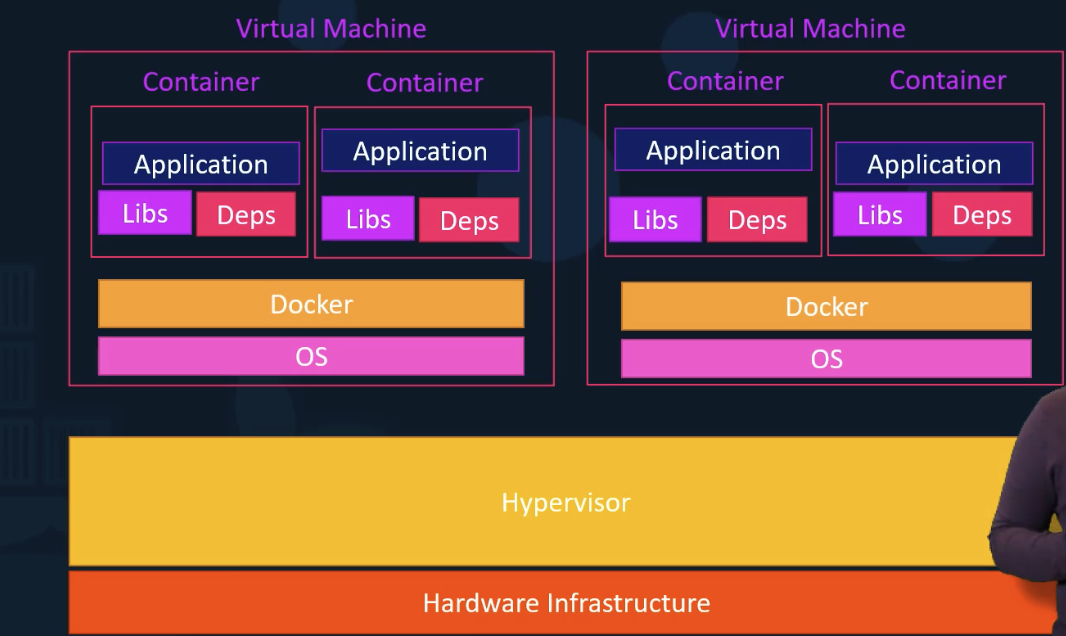 Virtual Machine
Virtual Machine
Container
Container
Container
Container
Application
Application
Application
Application
Libs
Deps
Libs
Deps
Libs
Deps
Libs
Deps
Docker
Docker
OS
OS
Hypervisor
Hardware Infrastructure